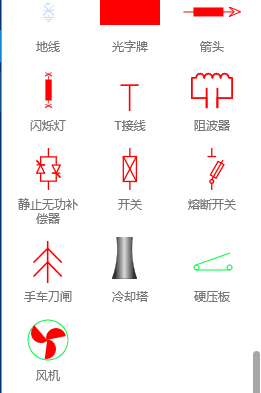 地线
光字牌
箭头
闪烁灯
T接线
阻波器
静止无功补
偿器
开关
熔断开关
手车刀闸
冷却塔
硬压板
风机